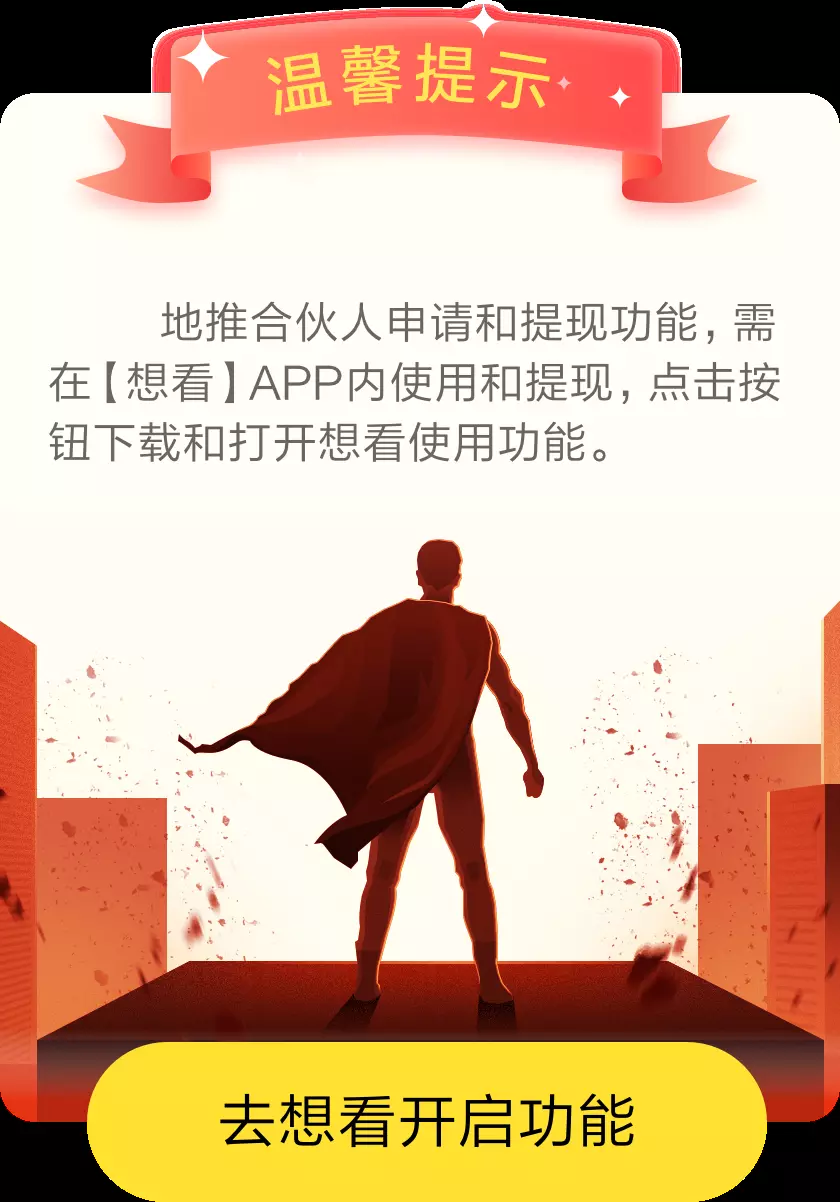 温馨提示
地推合伙人申请和提现功能，需
在【想看】APP内使用和提现，点击按
钮下载和打开想看使用功能。
去想看开启功能